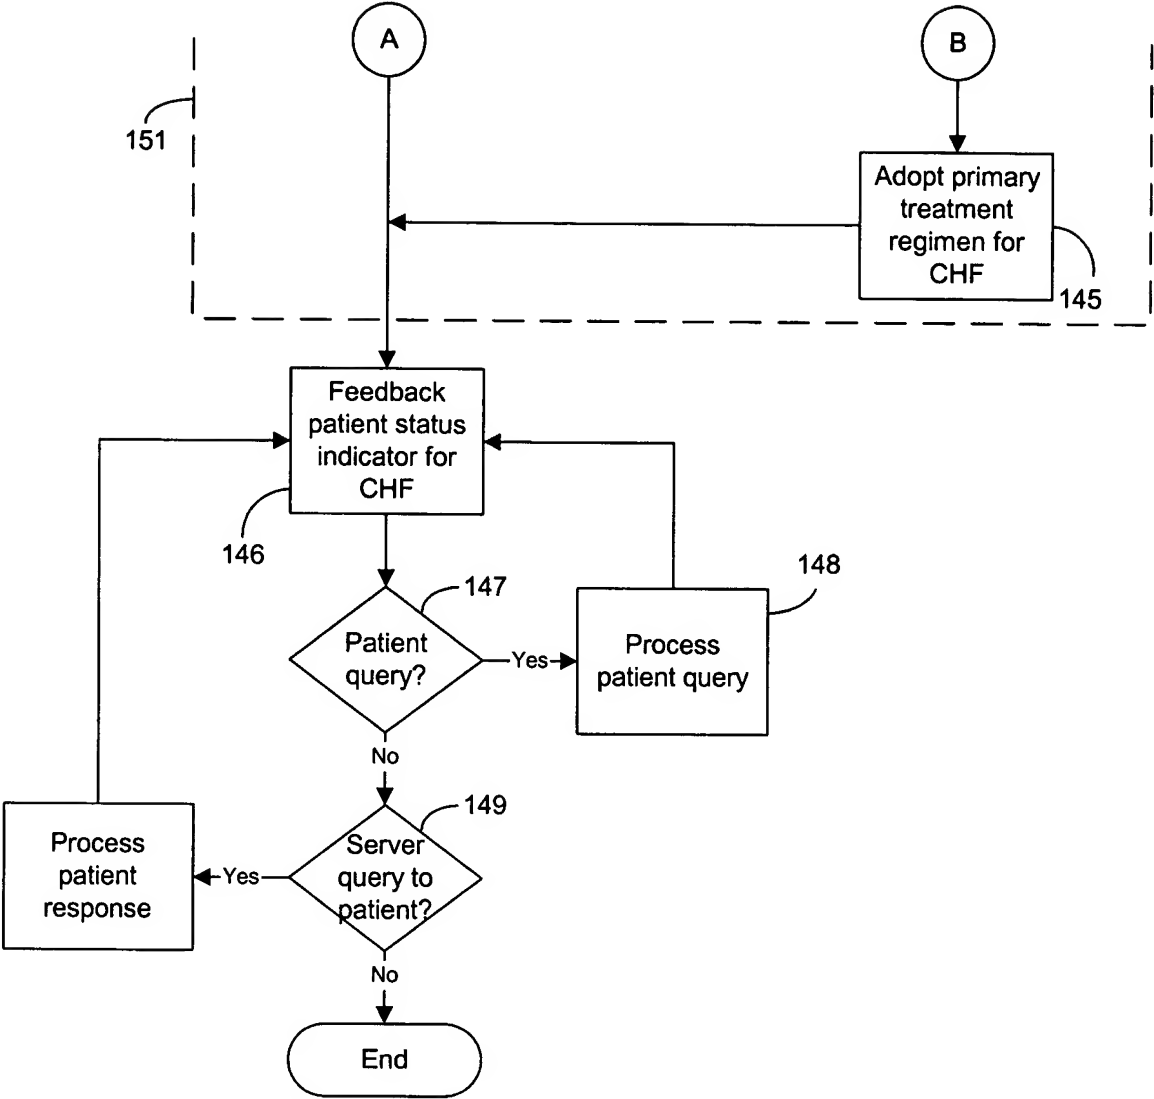 A
B
151
Adopt primary
treatment
regimen for
CHF
145
Feedback
patient status
indicator for
CHF
146
147
148
Patient
query?
Yes
Process
patient query
No
149
Server
query to
patient?
Yes
Process
patient
response
No
End